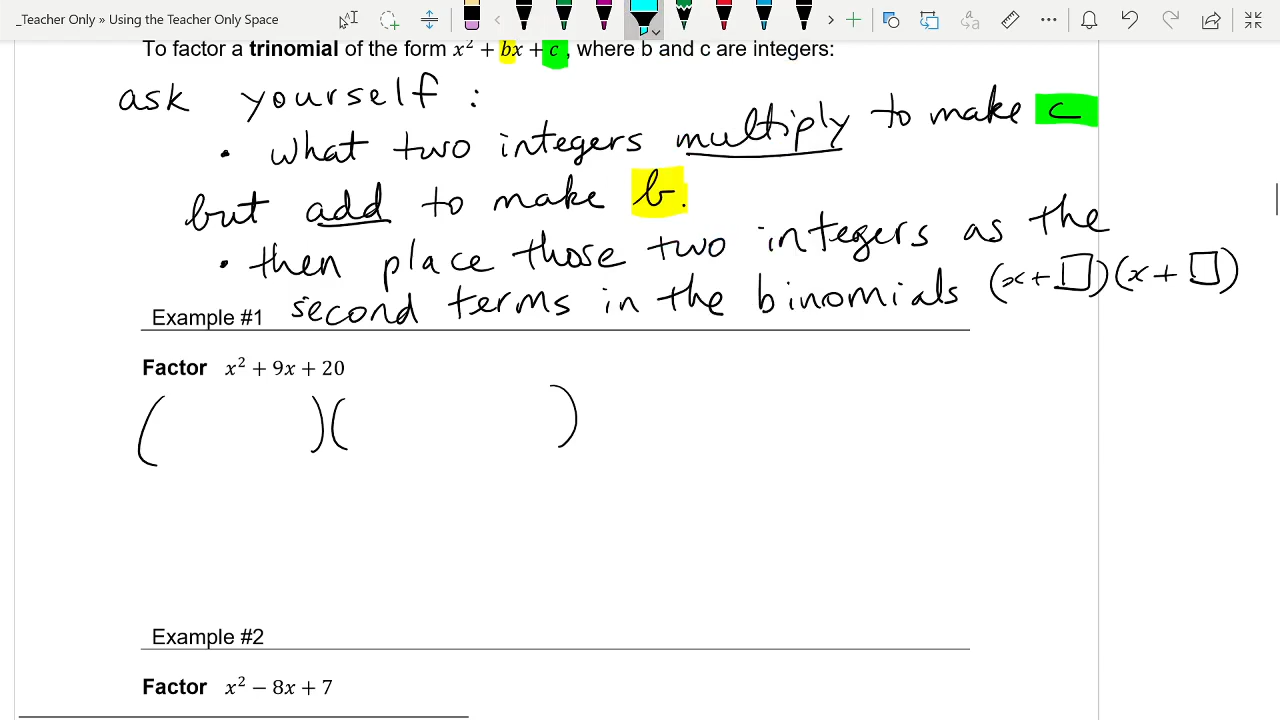 _Teacher Only » Using the Teacher Only Space
To factor a trinomial of the form x² + bx + c, where b and c are integers:
ask yourself :
• what two integers multiply to make c
but add to make b.
• then place those two integers as the
second terms in the binomials (x+□)(x+□)
Example #1
Factor x² + 9x + 20
( )( )
Example #2
Factor x² − 8x + 7